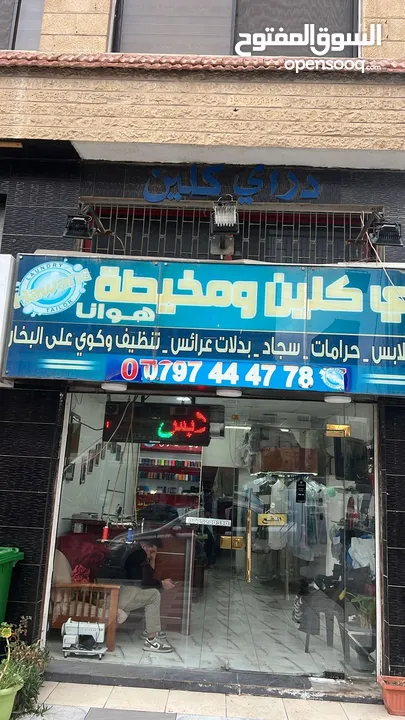 السوق المفتوح
opensooq.com
دراي كلين
ي كلين ومخيطة
هوانا
LAUNDRY
TAILOR
لابس _ حرامات _ سجاد _ بدلات عرائس _ تنظيف وكوي على البخار
0797 44 47 78
ادفع